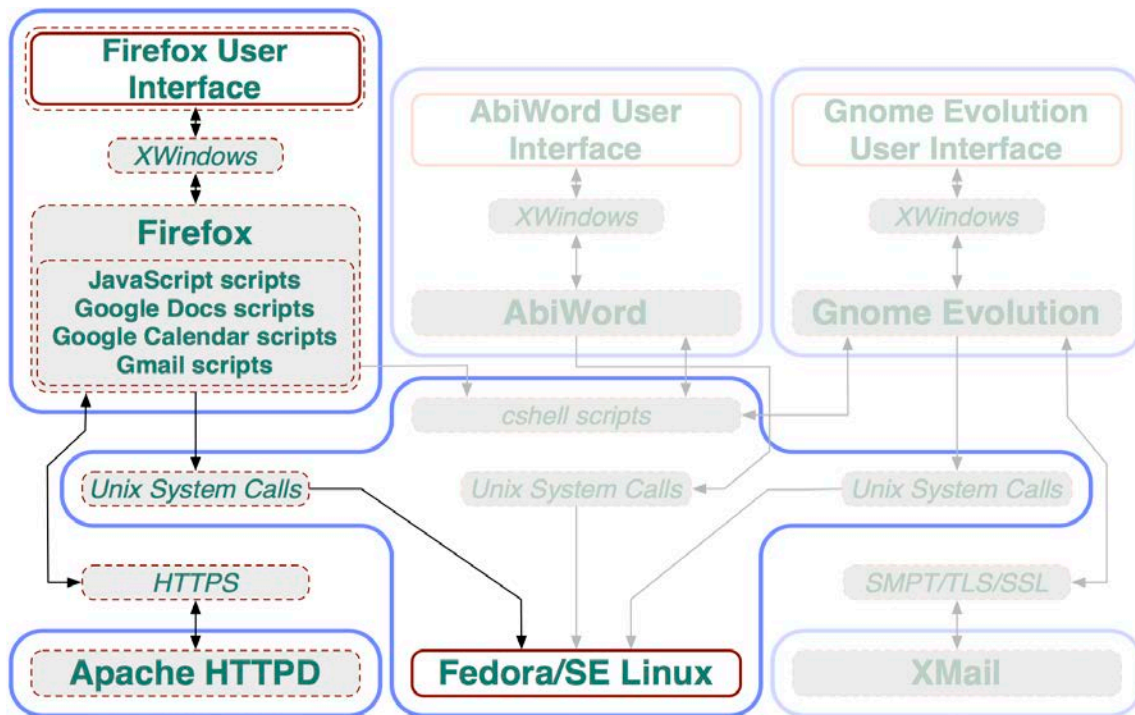 Firefox User
Interface
XWindows
Firefox
JavaScript scripts
Google Docs scripts
Google Calendar scripts
Gmail scripts
AbiWord User
Interface
XWindows
AbiWord
Gnome Evolution
User Interface
XWindows
Gnome Evolution
cshell scripts
Unix System Calls
Unix System Calls
Unix System Calls
HTTPS
SMPT/TLS/SSL
Apache HTTPD
Fedora/SE Linux
XMail